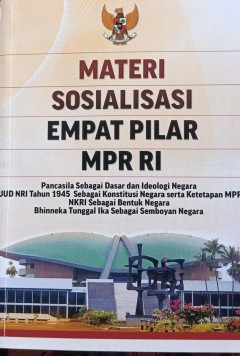 MATERI
SOSIALISASI
EMPAT PILAR
MPR RI
Pancasila Sebagai Dasar dan Ideologi Negara
UUD NRI Tahun 1945 Sebagai Konstitusi Negara serta Ketetapan MPR
NKRI Sebagai Bentuk Negara
Bhinneka Tunggal Ika Sebagai Semboyan Negara